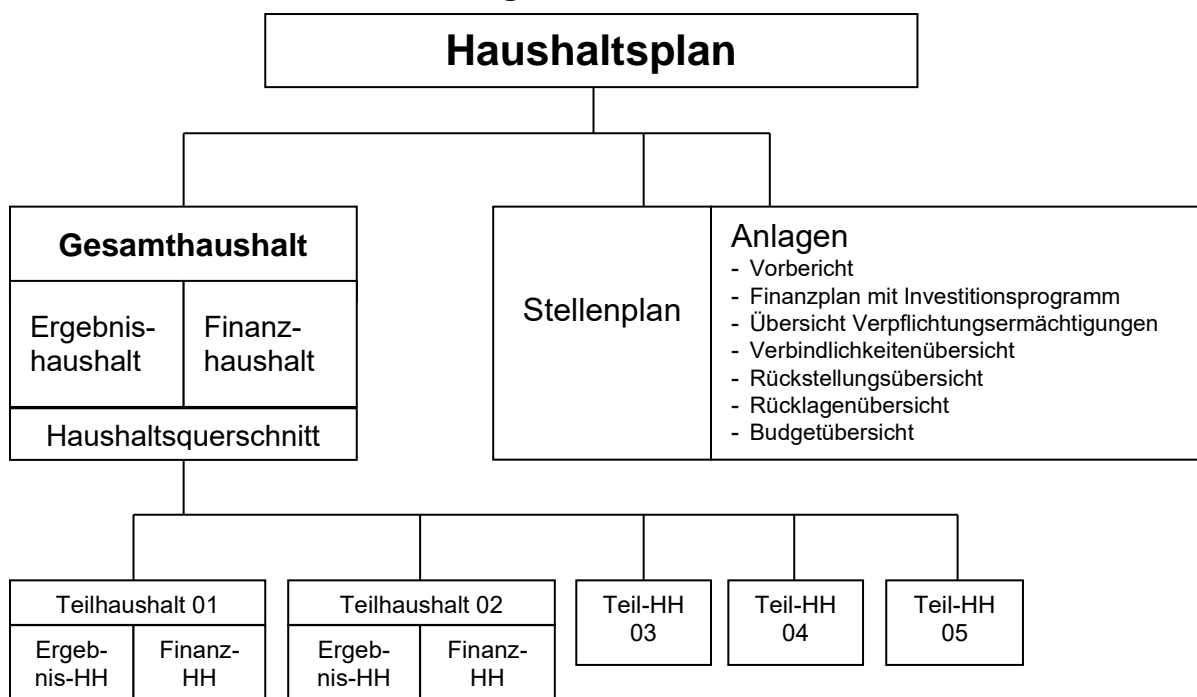 Haushaltsplan
Gesamthaushalt
Ergebnis-
haushalt
Finanz-
haushalt
Haushaltsquerschnitt
Stellenplan
Anlagen
- Vorbericht
- Finanzplan mit Investitionsprogramm
- Übersicht Verpflichtungsermächtigungen
- Verbindlichkeitenübersicht
- Rückstellungsübersicht
- Rücklagenübersicht
- Budgetübersicht
Teilhaushalt 01
Ergeb-
nis-HH
Finanz-
HH
Teilhaushalt 02
Ergeb-
nis-HH
Finanz-
HH
Teil-HH
03
Teil-HH
04
Teil-HH
05